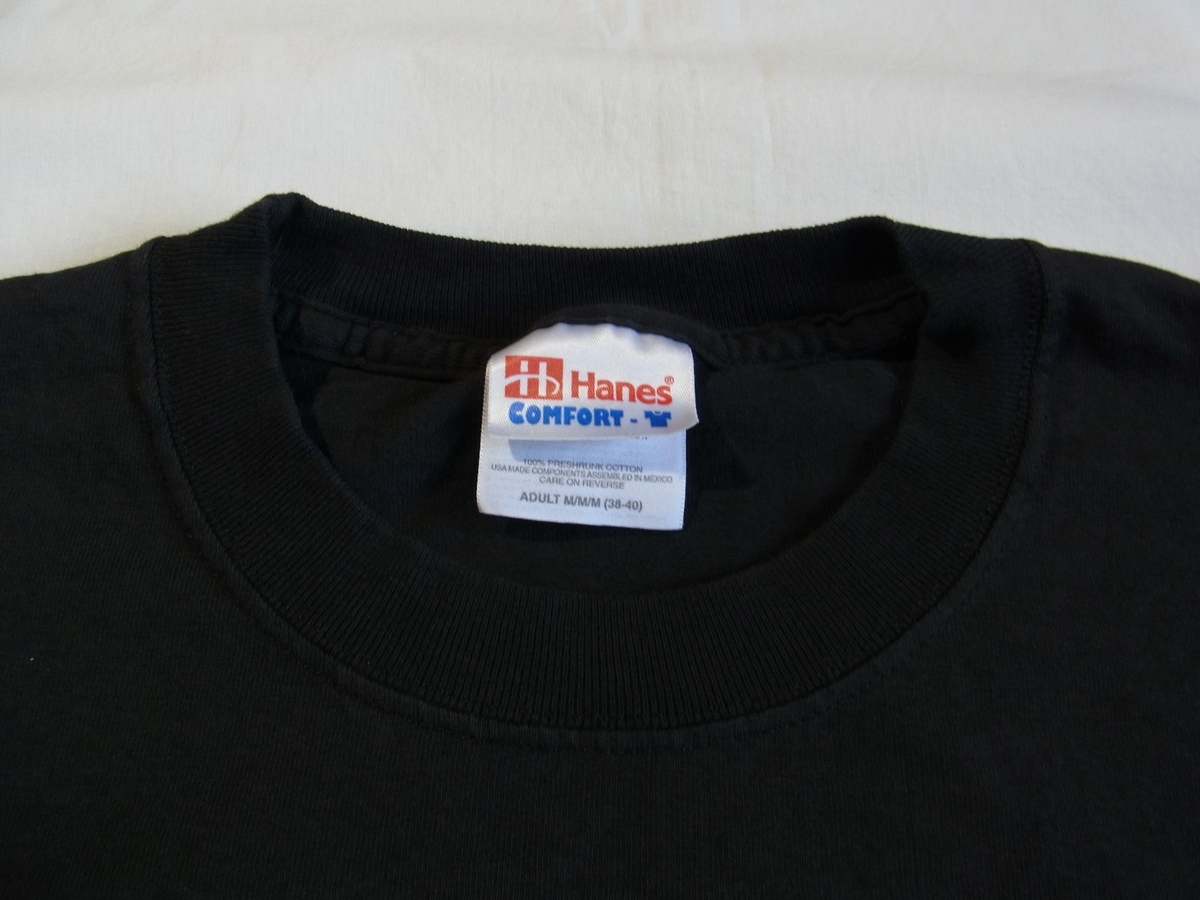 Hanes®
COMFORT -
100% PRESHRUNK COTTON
USA MADE COMPONENTS ASSEMBLED IN MEXICO
CARE ON REVERSE
ADULT M/M/M (38-40)